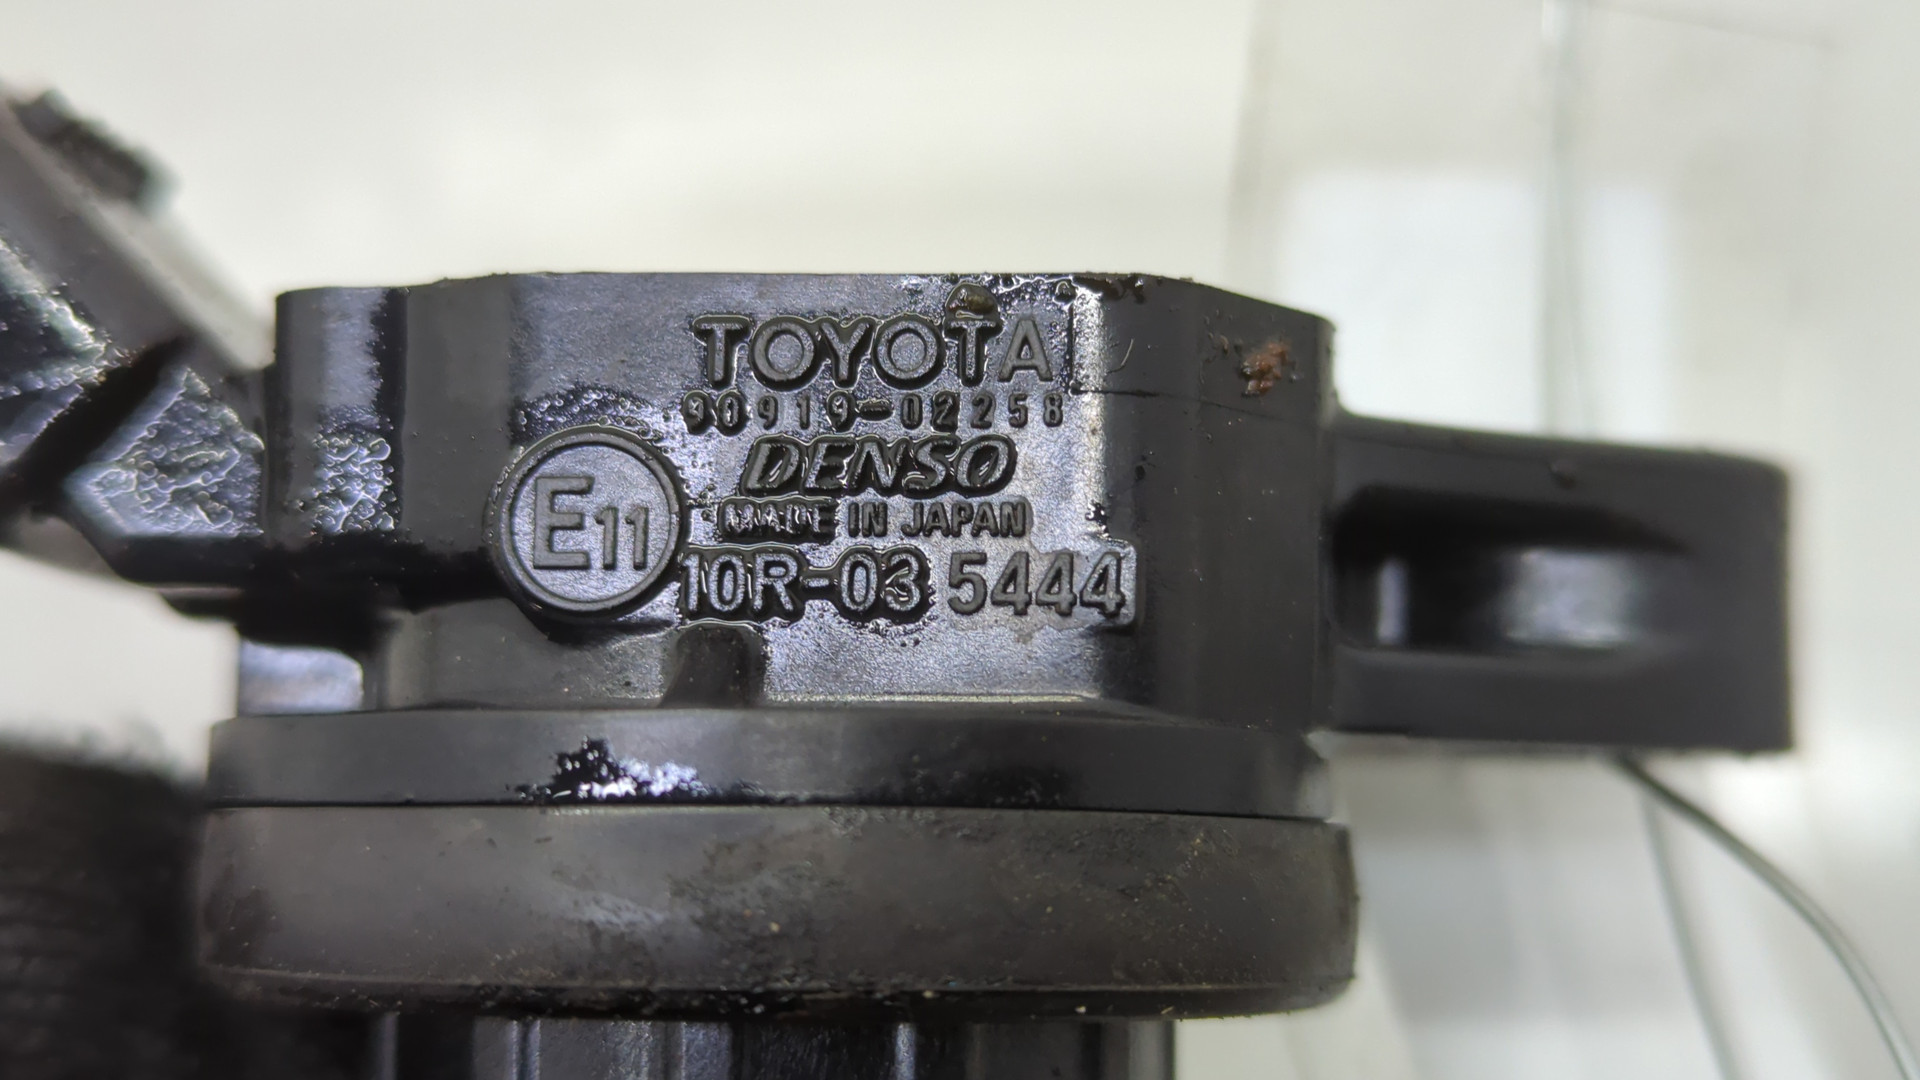 TOYOTA
90919-02258
DENSO
E11
MADE IN JAPAN
10R-03 5444